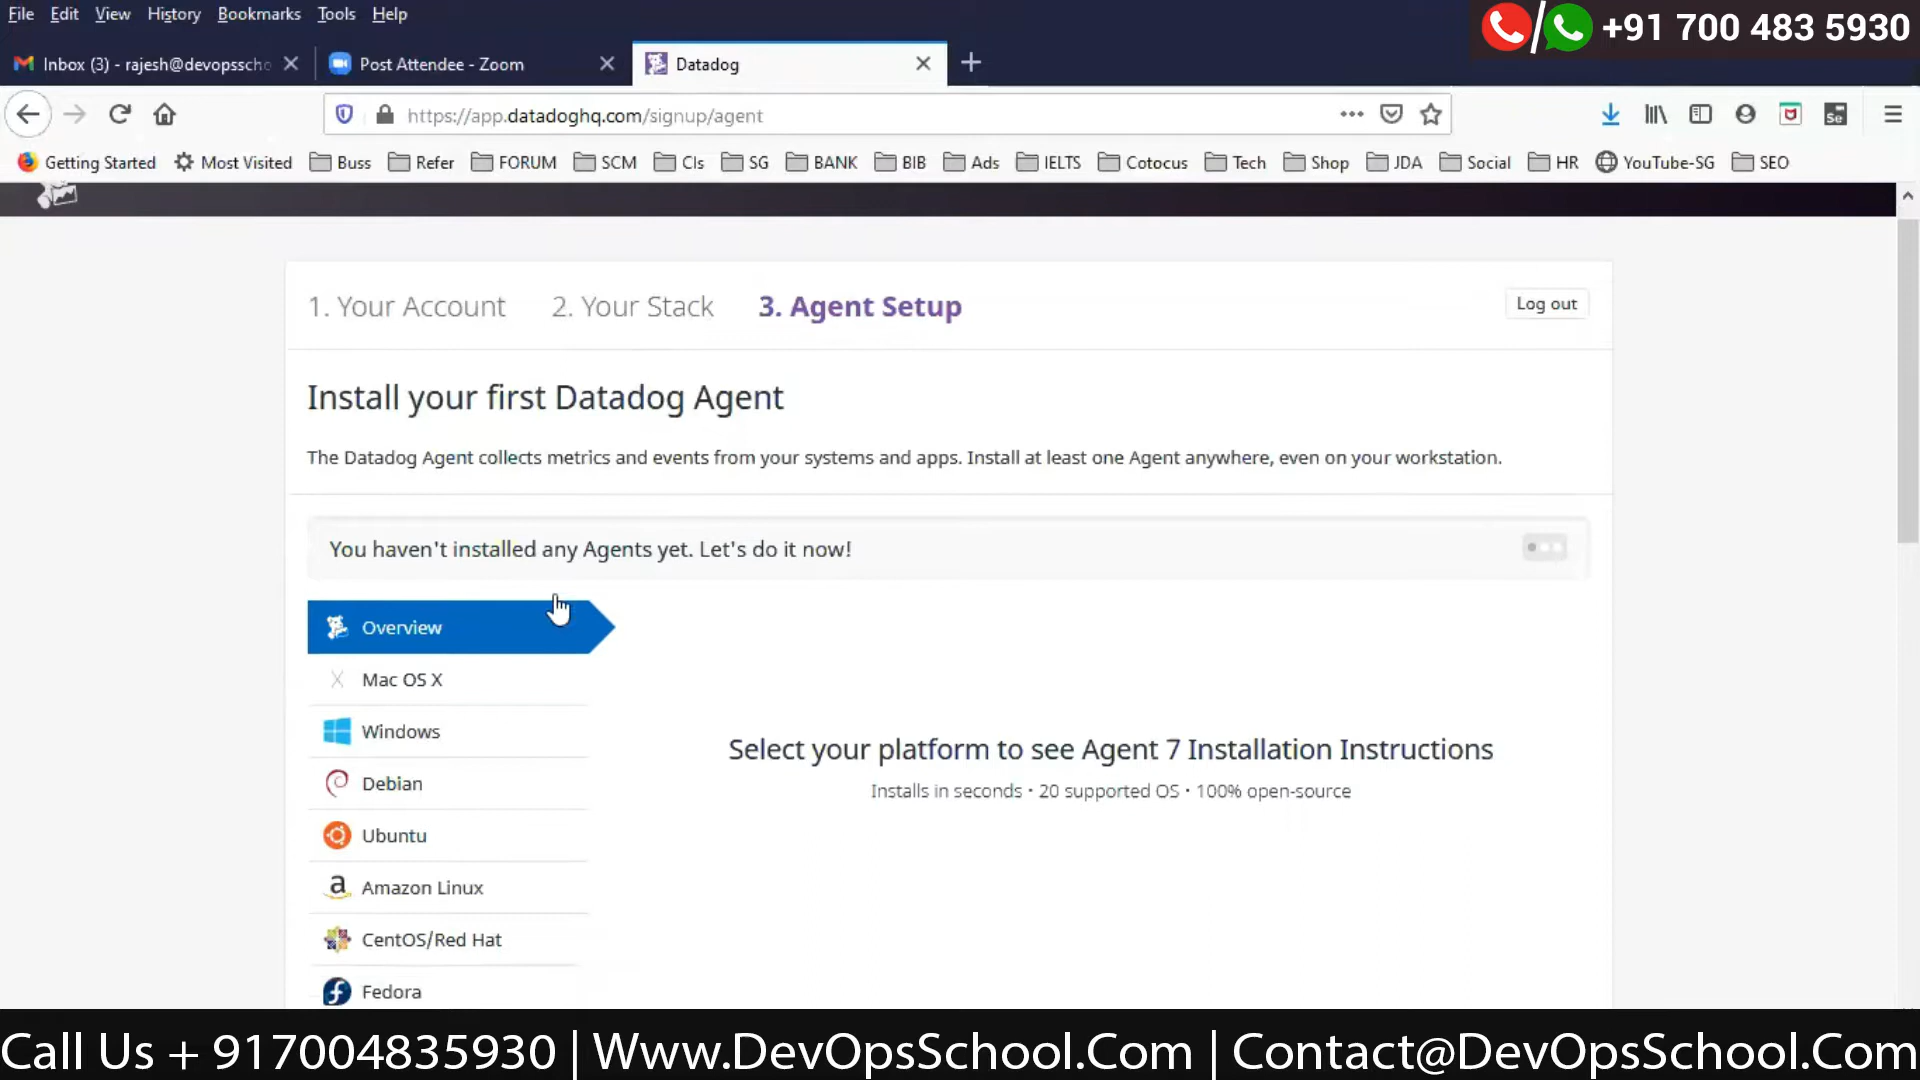 File Edit View History Bookmarks Tools Help
+91 700 483 5930
Inbox (3) - rajesh@devopsscho
Post Attendee - Zoom
Datadog
https://app.datadoghq.com/signup/agent
Getting Started Most Visited Buss Refer FORUM SCM CIs SG BANK BIB Ads IELTS Cotocus Tech Shop JDA Social HR YouTube-SG SEO
1. Your Account 2. Your Stack 3. Agent Setup Log out
Install your first Datadog Agent
The Datadog Agent collects metrics and events from your systems and apps. Install at least one Agent anywhere, even on your workstation.
You haven't installed any Agents yet. Let's do it now!
Overview
Mac OS X
Windows
Debian
Ubuntu
Amazon Linux
CentOS/Red Hat
Fedora
Select your platform to see Agent 7 Installation Instructions
Installs in seconds · 20 supported OS · 100% open-source
Call Us + 917004835930 | Www.DevOpsSchool.Com | Contact@DevOpsSchool.Com